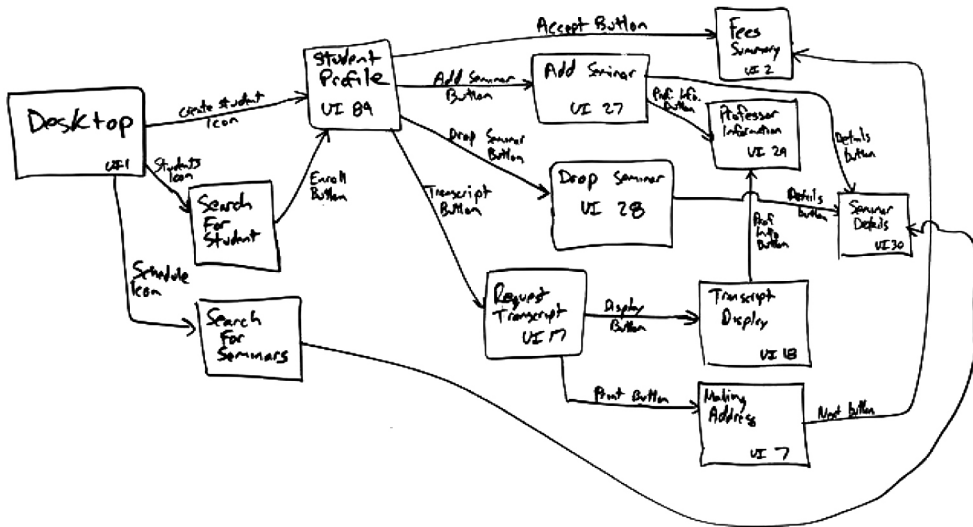 Desktop
UI 1
Create Student
Icon
Students
Icon
Schedule
Icon
Search
For
Student
Search
For
Seminars
Enroll
Button
Student
Profile
UI 89
Accept Button
Add Seminar
Button
Drop Seminar
Button
Transcript
Button
Add Seminar
UI 27
Drop Seminar
UI 28
Request
Transcript
UI 17
Display
Button
Print Button
Fees
Summary
UI 2
Prof. Info.
Button
Professor
Information
UI 29
Details
Button
Details
Button
Seminar
Details
UI 30
Prof
Info
Button
Transcript
Display
UI 18
Mailing
Address
UI 7
Next Button